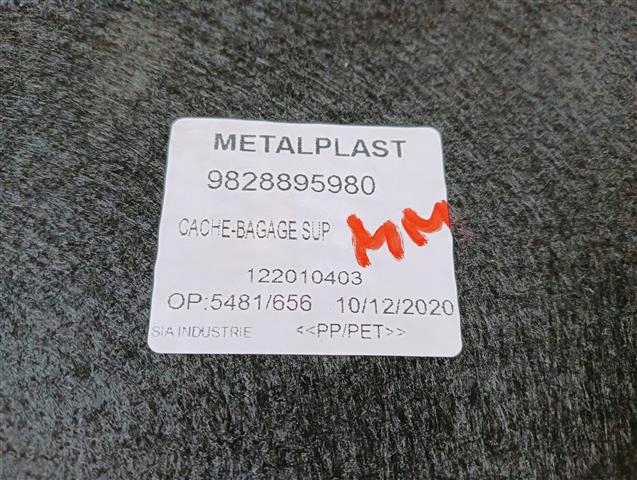 METALPLAST
9828895980
CACHE-BAGAGE SUP MM
122010403
OP:5481/656 10/12/2020
SIA INDUSTRIE <<PP/PET>>